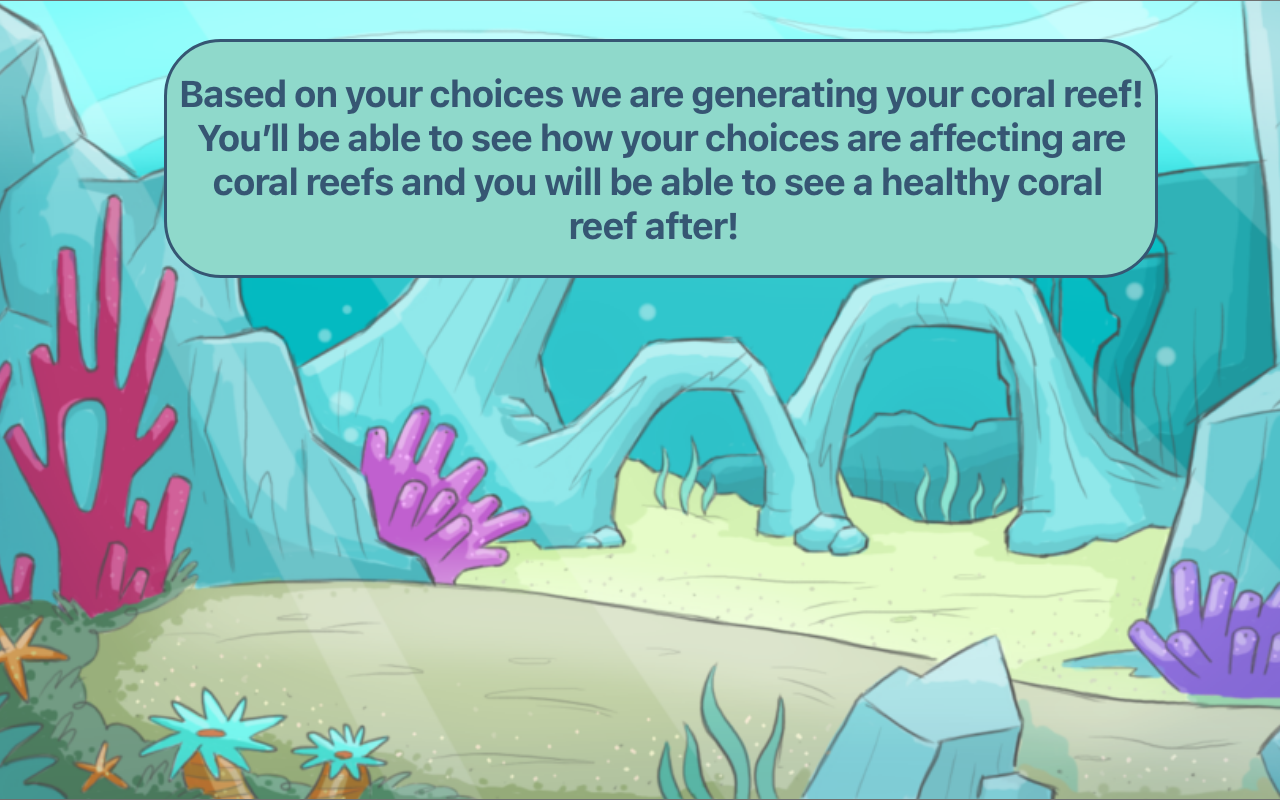 Based on your choices we are generating your coral reef!
You’ll be able to see how your choices are affecting are
coral reefs and you will be able to see a healthy coral
reef after!